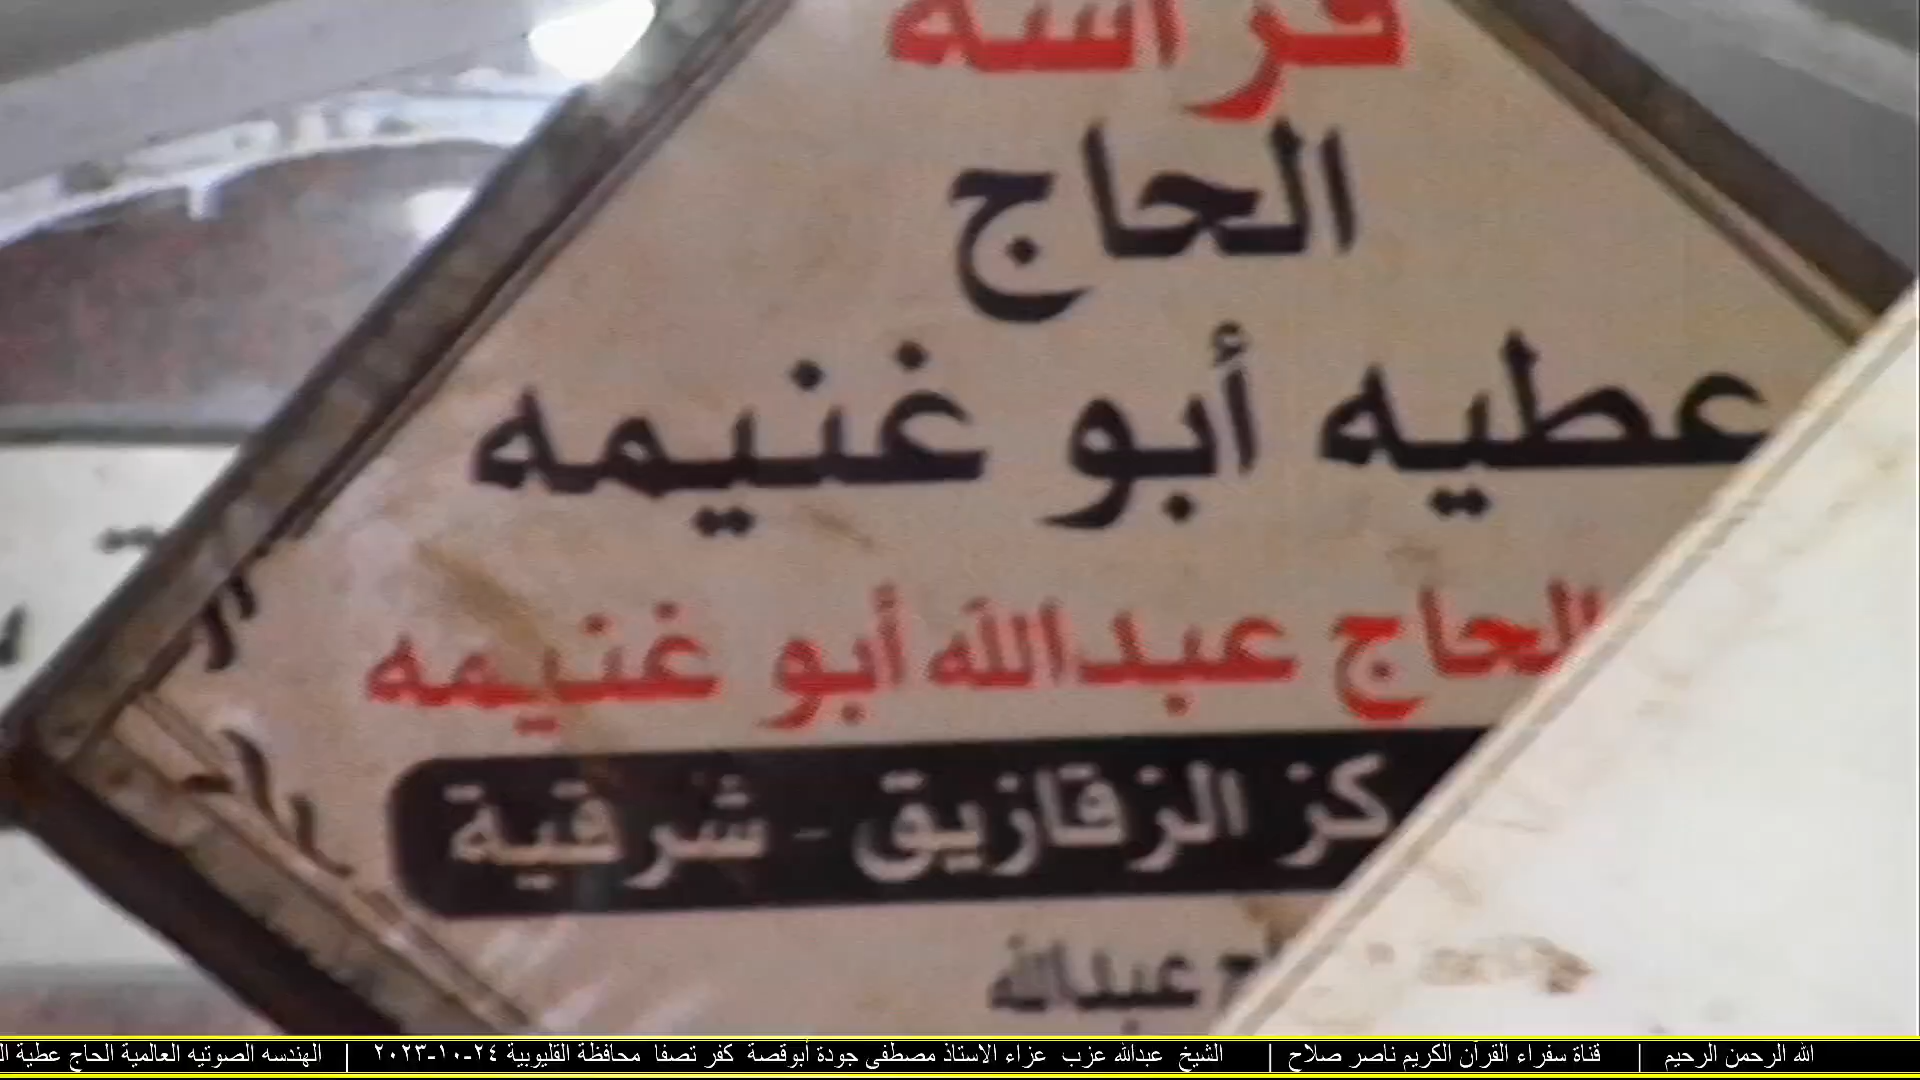 فراسه
الحاج
عطيه أبو غنيمه
الحاج عبدالله أبو غنيمه
كز الزقازيق - شرقية
عبدالله
الله الرحمن الرحيم | قناة سفراء القرآن الكريم ناصر صلاح | الشيخ عبدالله عزب عزاء الاستاذ مصطفى جودة أبوقصة كفر تصفا محافظة القليوبية ٢٤-١٠-٢٠٢٣ | الهندسه الصوتيه العالمية الحاج عطية ال